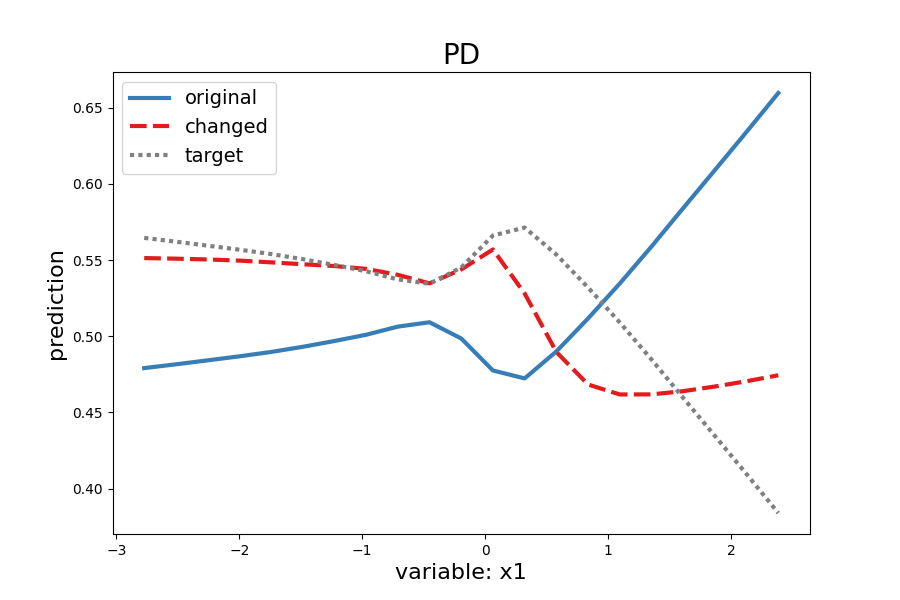 PD
original
changed
target
0.65
0.60
0.55
0.50
0.45
0.40
prediction
−3
−2
−1
0
1
2
variable: x1